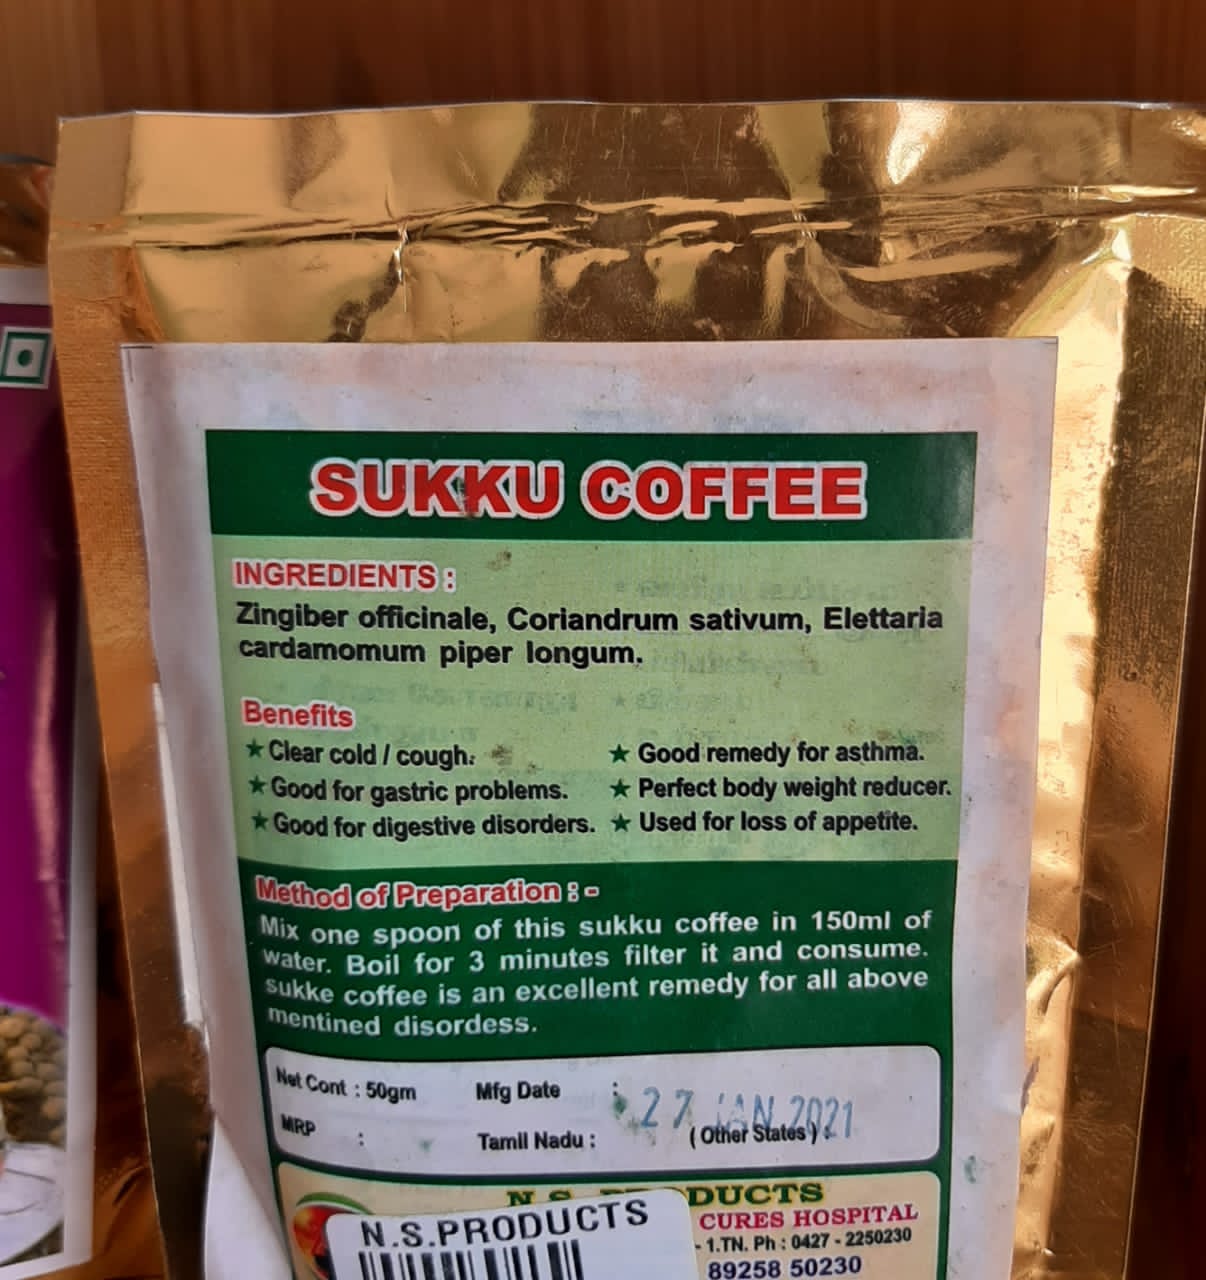 SUKKU COFFEE
INGREDIENTS :
Zingiber officinale, Coriandrum sativum, Elettaria
cardamomum piper longum.
Benefits
★ Clear cold / cough.
★ Good for gastric problems.
★ Good for digestive disorders.
★ Good remedy for asthma.
★ Perfect body weight reducer.
★ Used for loss of appetite.
Method of Preparation : -
Mix one spoon of this sukku coffee in 150ml of
water. Boil for 3 minutes filter it and consume.
sukke coffee is an excellent remedy for all above
mentined disordess.
Net Cont : 50gm
Mfg Date :
27 JAN 2021
MRP :
Tamil Nadu :
( Other States ) :
N.S. PRODUCTS
N.S.PRODUCTS
CURES HOSPITAL
- 1.TN. Ph : 0427 - 2250230
89258 50230